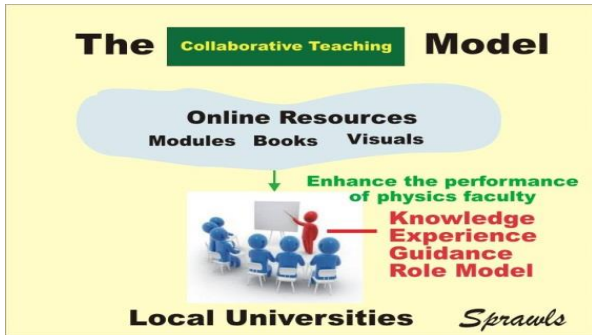 The Collaborative Teaching Model
Online Resources
Modules Books Visuals
Enhance the performance
of physics faculty
Knowledge
Experience
Guidance
Role Model
Local Universities Sprawls